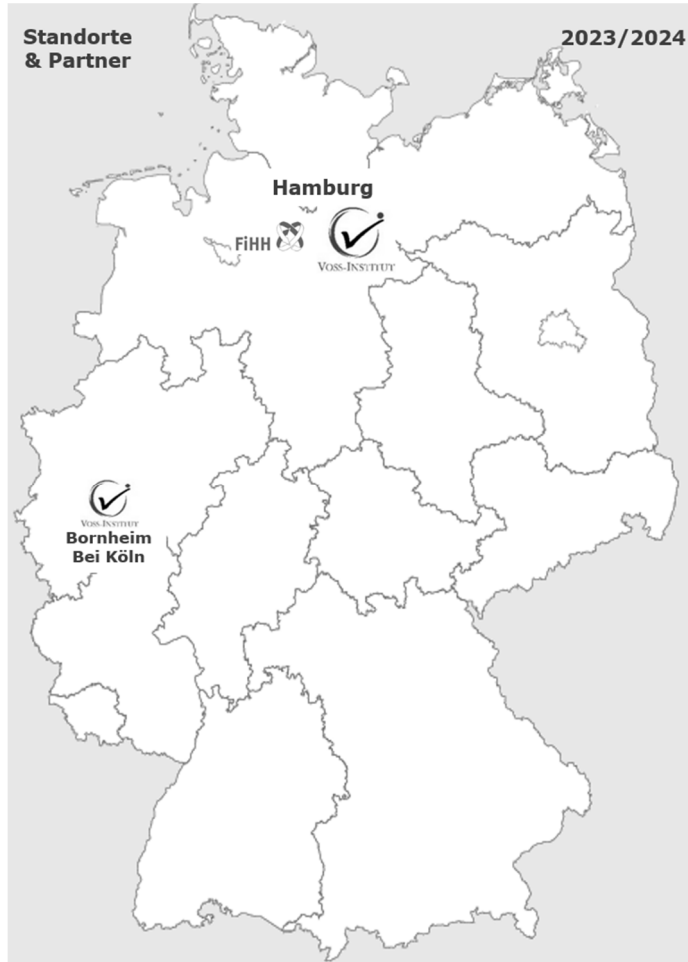 Standorte
& Partner
2023/2024
Hamburg
FiHH
VOSS-INSTITUT
VOSS-INSTITUT
Bornheim
Bei Köln